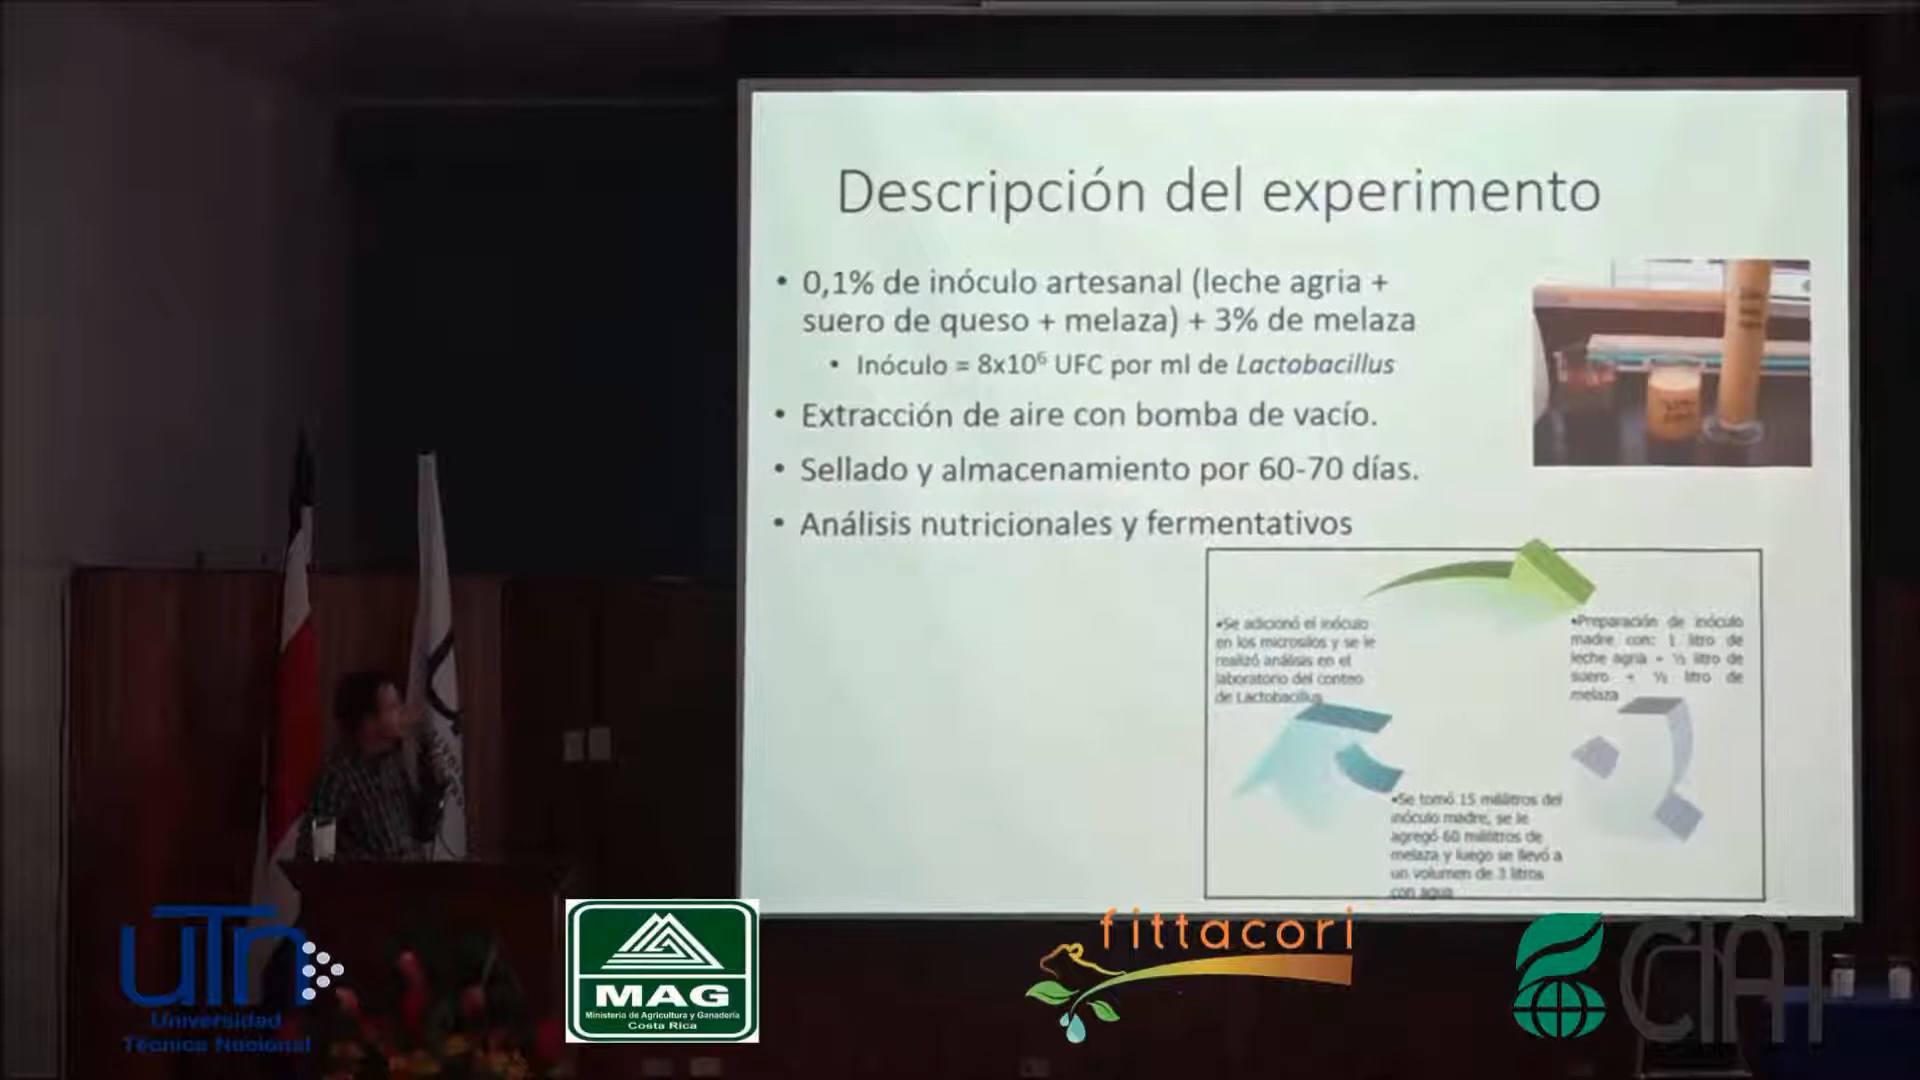 Descripción del experimento
• 0,1% de inóculo artesanal (leche agria +
suero de queso + melaza) + 3% de melaza
• Inóculo = 8x10⁶ UFC por ml de Lactobacillus
• Extracción de aire con bomba de vacío.
• Sellado y almacenamiento por 60-70 días.
• Análisis nutricionales y fermentativos
•Se adicionó el inóculo
en los microsilos y se le
realizó análisis en el
laboratorio del conteo
de Lactobacillus
•Preparación de inóculo
madre con: 1 litro de
leche agria + ½ litro de
suero + ½ litro de
melaza
•Se tomó 15 mililitros del
inóculo madre, se le
agregó 60 mililitros de
melaza y luego se llevó a
un volumen de 3 litros
con agua
uTn
Universidad
Técnica Nacional
MAG
Ministerio de Agricultura y Ganadería
Costa Rica
fittacori
CIAT